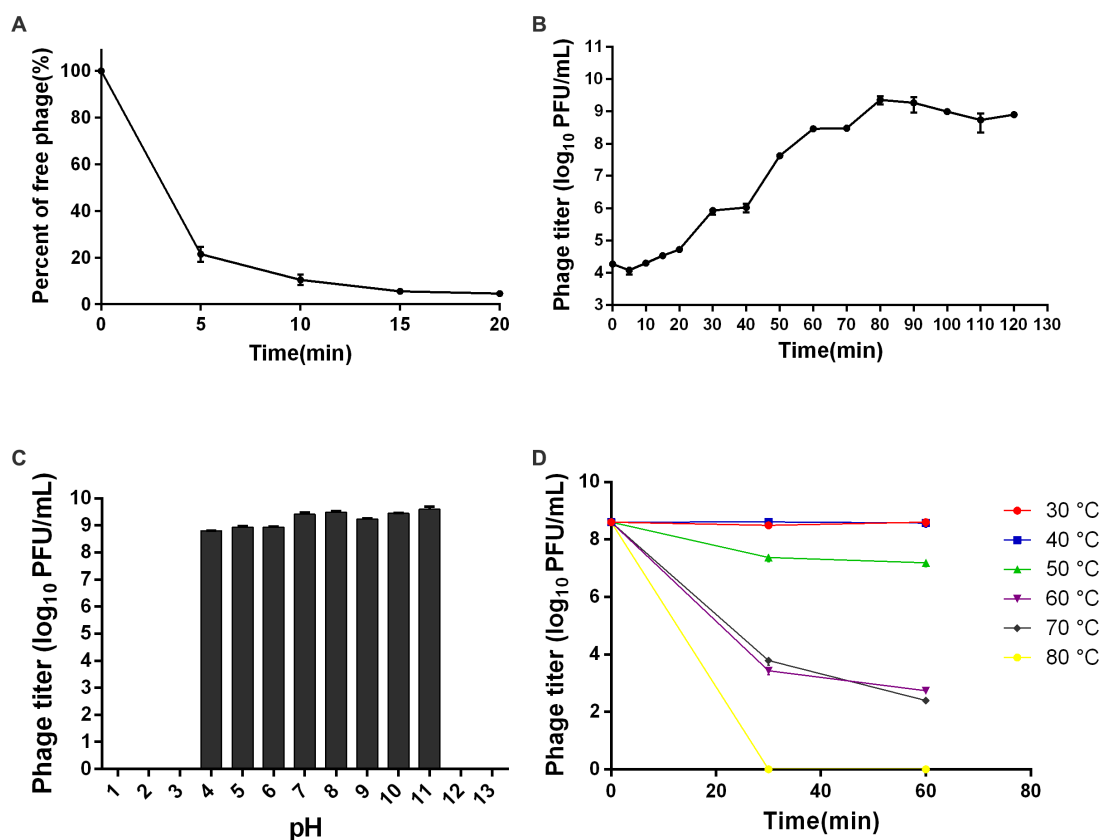 A
Percent of free phage(%)
100
80
60
40
20
0
0 5 10 15 20
Time(min)
B
Phage titer (log10 PFU/mL)
11
10
9
8
7
6
5
4
3
0 10 20 30 40 50 60 70 80 90 100 110 120 130
Time(min)
C
Phage titer (log10 PFU/mL)
10
9
8
7
6
5
4
3
2
1
0
1 2 3 4 5 6 7 8 9 10 11 12 13
pH
D
Phage titer (log10 PFU/mL)
10
8
6
4
2
0
0 20 40 60 80
Time(min)
30 °C
40 °C
50 °C
60 °C
70 °C
80 °C